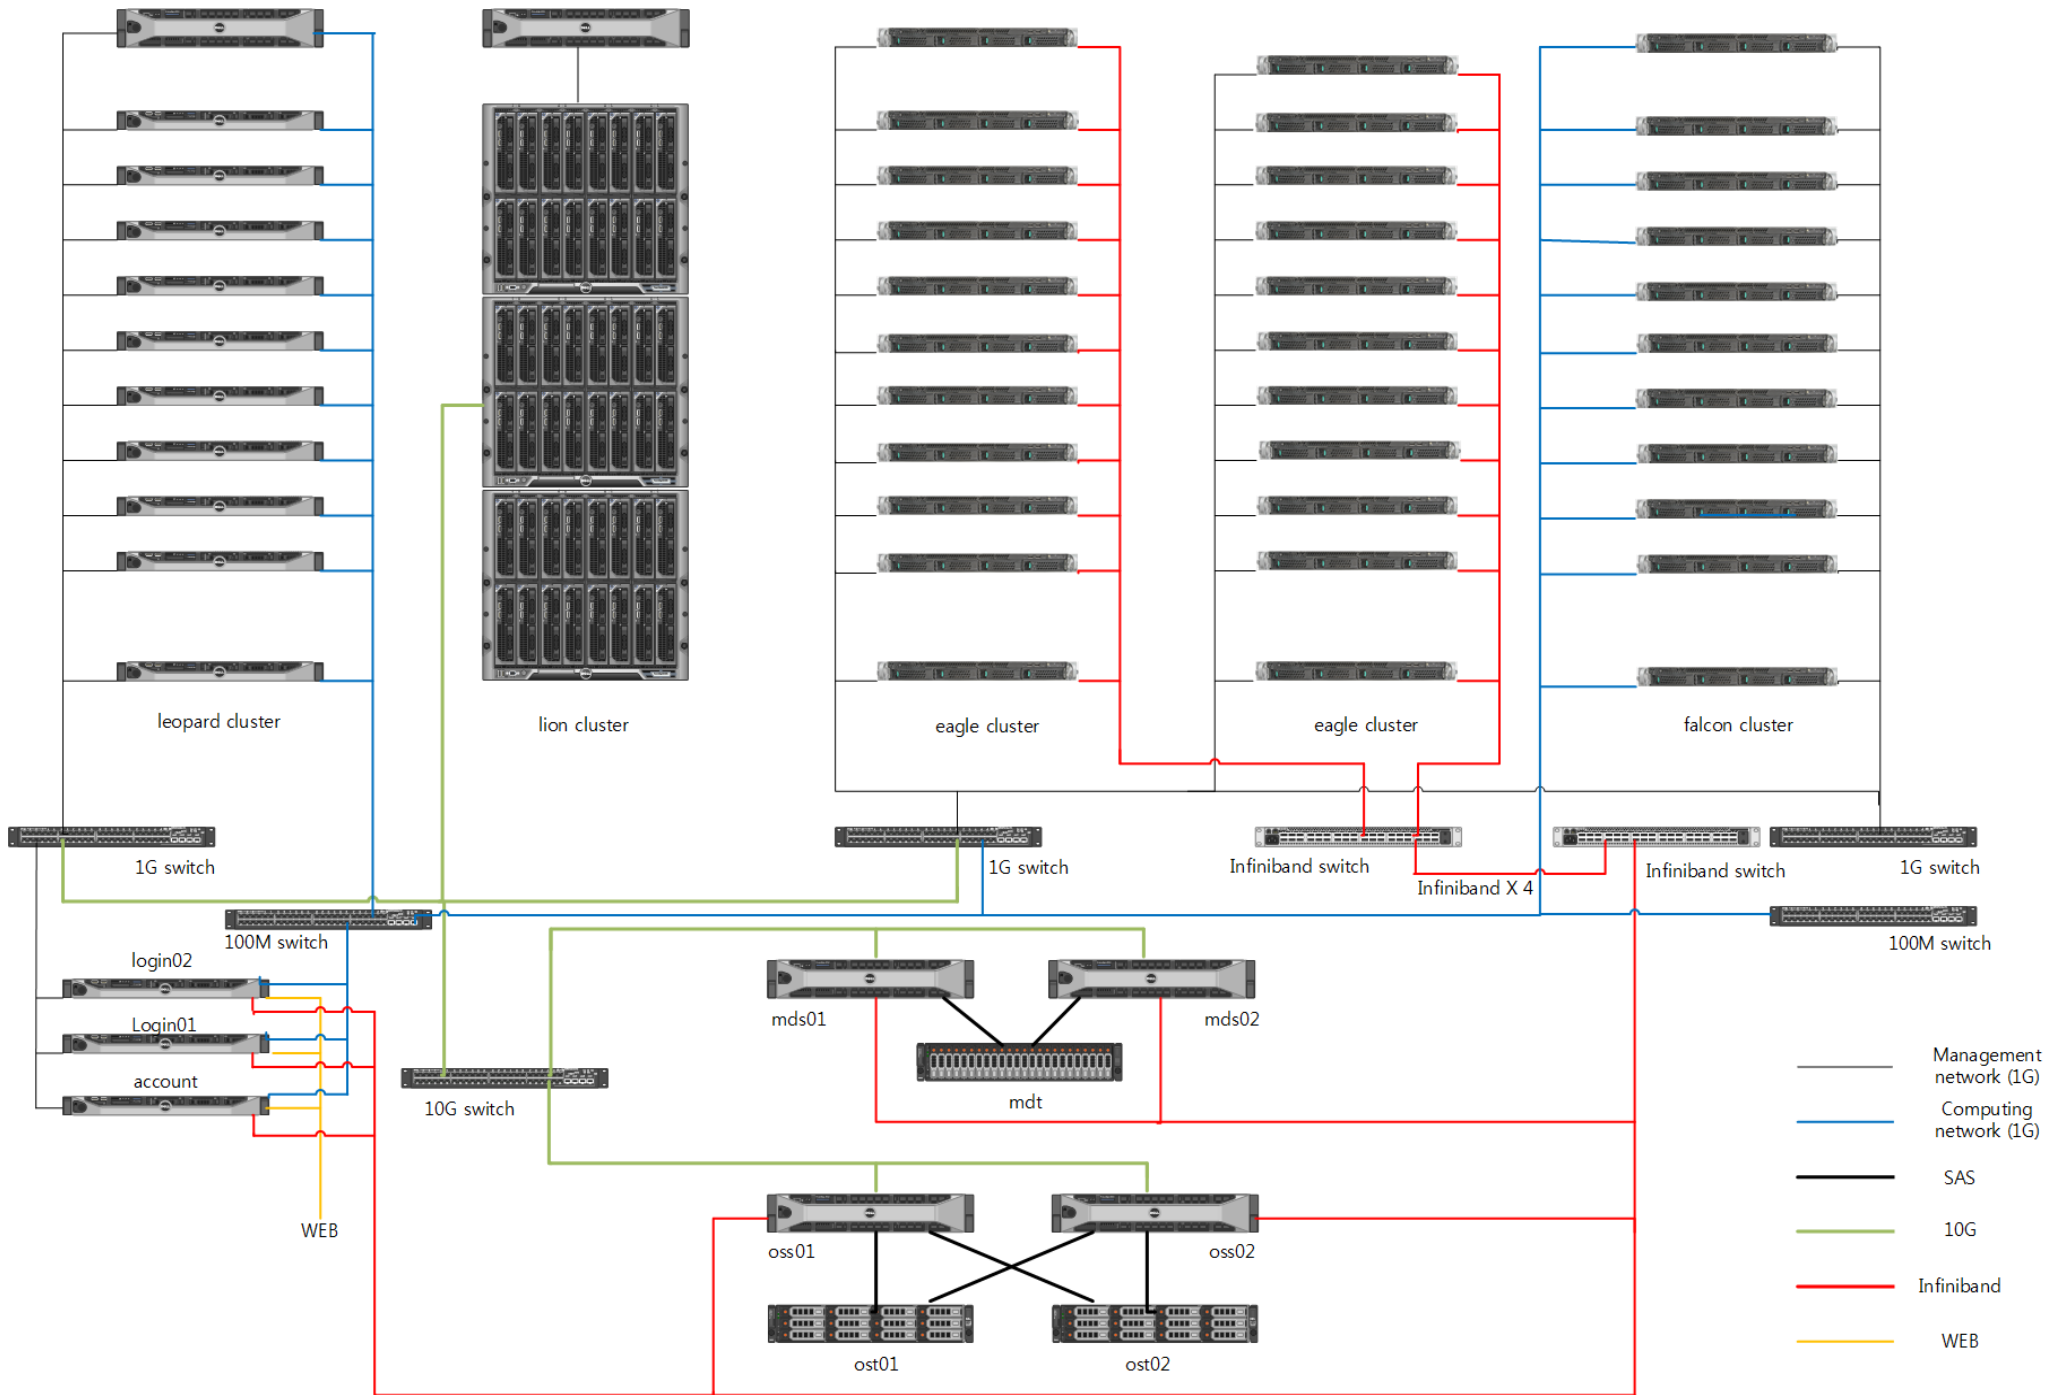 leopard cluster
lion cluster
eagle cluster
eagle cluster
falcon cluster
1G switch
1G switch
Infiniband switch
Infiniband X 4
Infiniband switch
1G switch
100M switch
100M switch
login02
Login01
account
WEB
10G switch
mds01
mds02
mdt
oss01
oss02
ost01
ost02
Management
network (1G)
Computing
network (1G)
SAS
10G
Infiniband
WEB